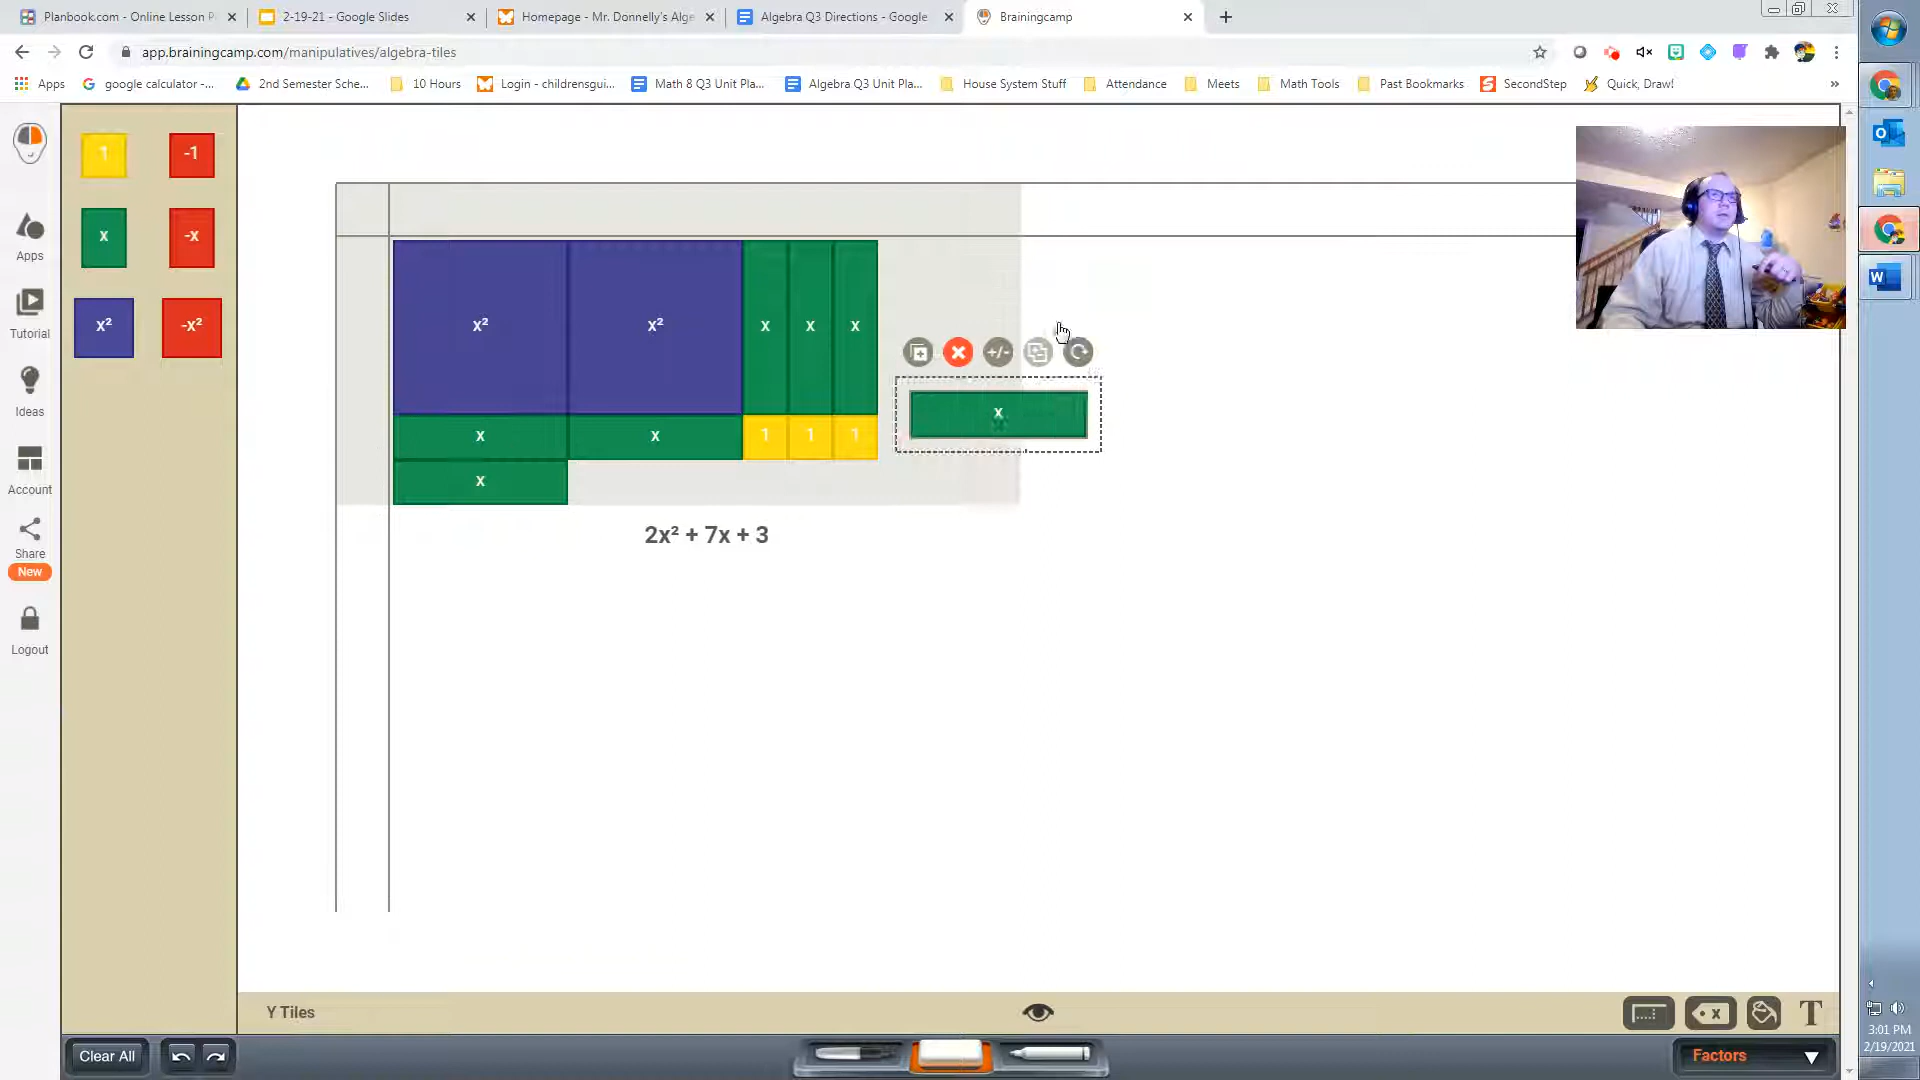 Planbook.com - Online Lesson P
2-19-21 - Google Slides
Homepage - Mr. Donnelly's Alge
Algebra Q3 Directions - Google
Brainingcamp
app.brainingcamp.com/manipulatives/algebra-tiles
Apps
google calculator -...
2nd Semester Sche...
10 Hours
Login - childrensgui...
Math 8 Q3 Unit Pla...
Algebra Q3 Unit Pla...
House System Stuff
Attendance
Meets
Math Tools
Past Bookmarks
SecondStep
Quick, Draw!
»
1
-1
x
-x
x²
-x²
Apps
Tutorial
Ideas
Account
Share
New
Logout
x²
x²
x
x
x
+/-
x
x
x
1
1
1
x
2x² + 7x + 3
Y Tiles
x
T
Clear All
Factors
3:01 PM
2/19/2021